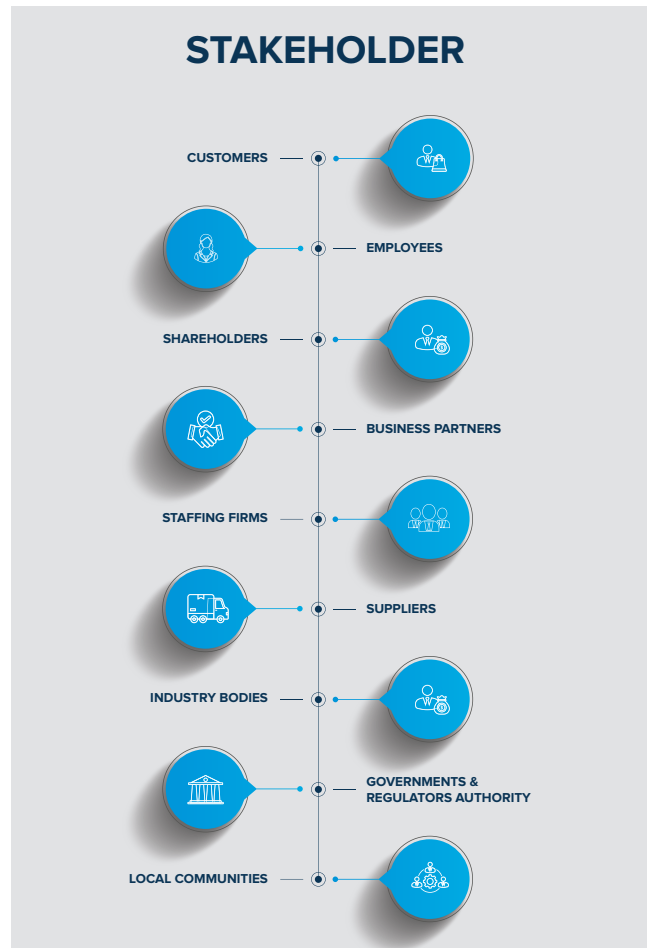 STAKEHOLDER
CUSTOMERS
EMPLOYEES
SHAREHOLDERS
BUSINESS PARTNERS
STAFFING FIRMS
SUPPLIERS
INDUSTRY BODIES
GOVERNMENTS &
REGULATORS AUTHORITY
LOCAL COMMUNITIES